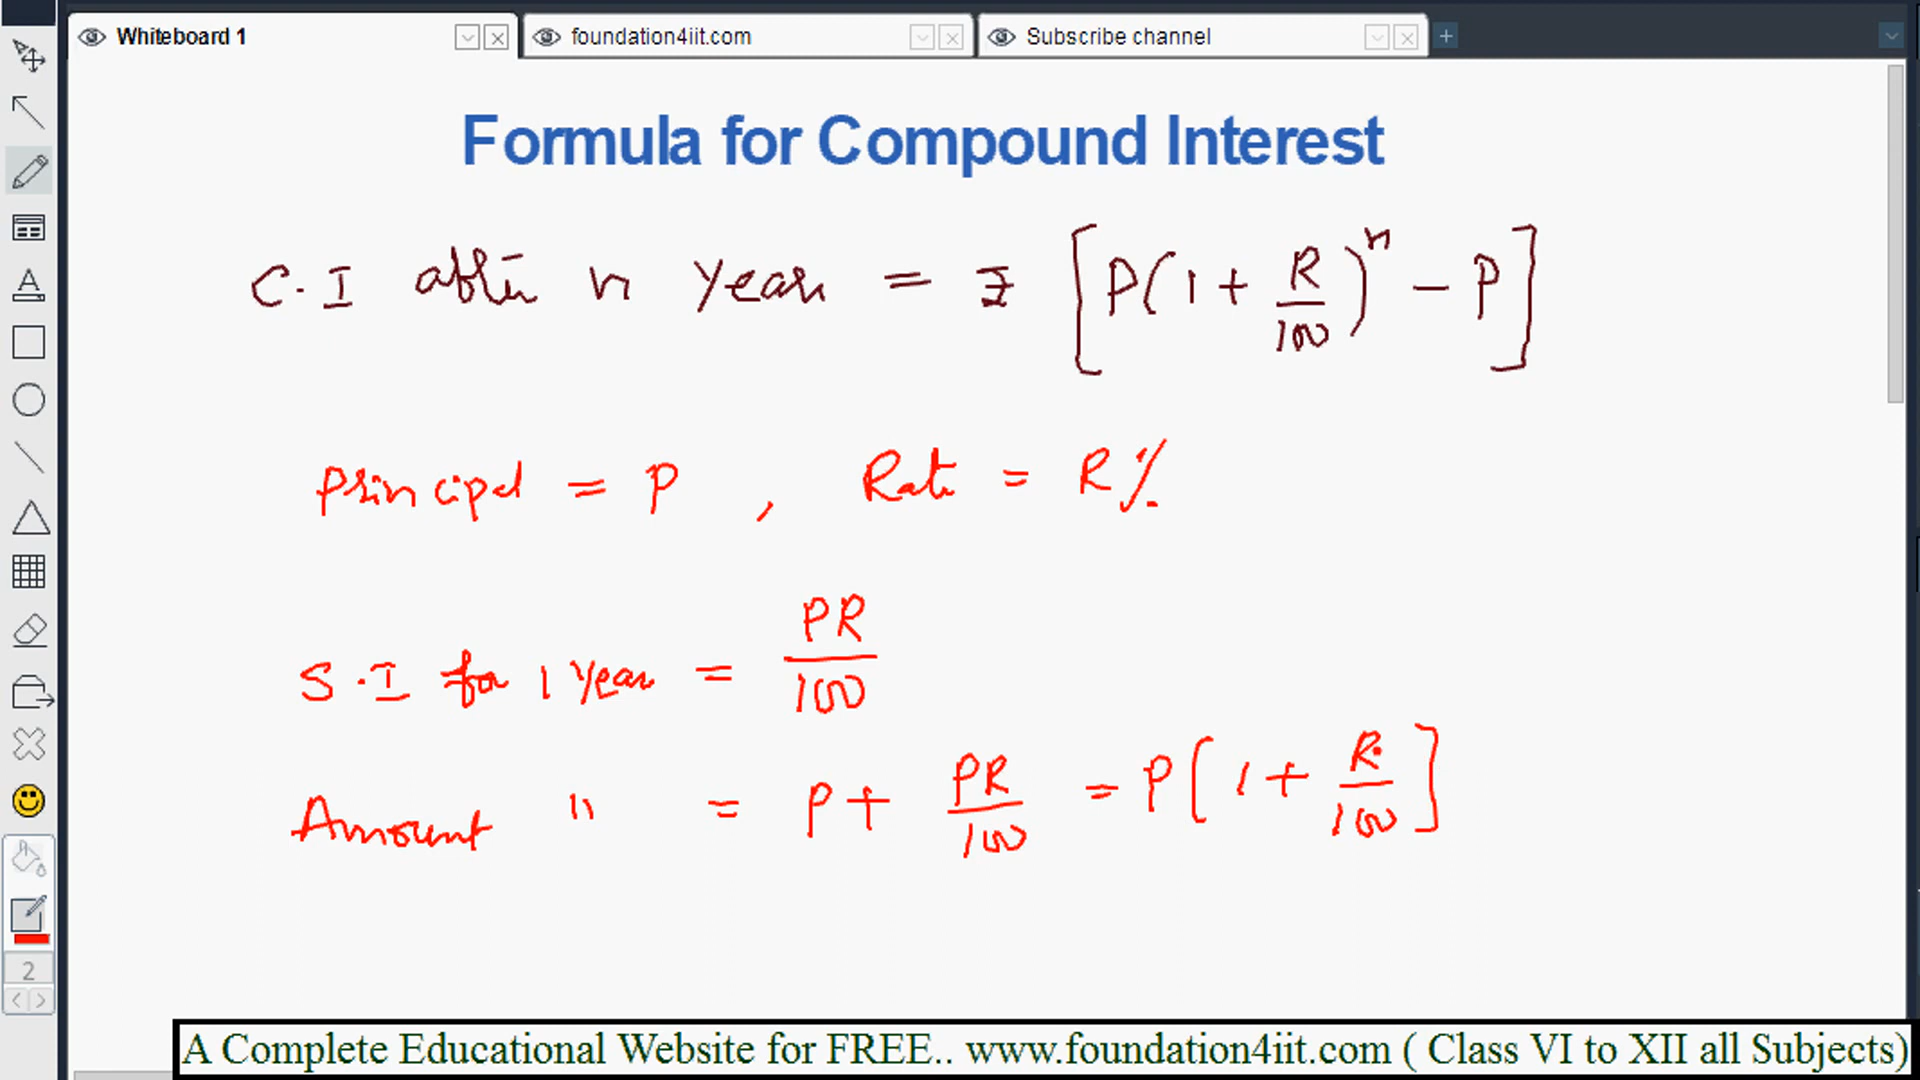 Whiteboard 1 foundation4iit.com Subscribe channel
Formula for Compound Interest
C.I after n year = ₹ [P(1 + R/100)^n - P]
Principal = P , Rate = R%
S.I for 1 year = PR/100
Amount " = P + PR/100 = P[1 + R/100]
2
A Complete Educational Website for FREE.. www.foundation4iit.com ( Class VI to XII all Subjects)